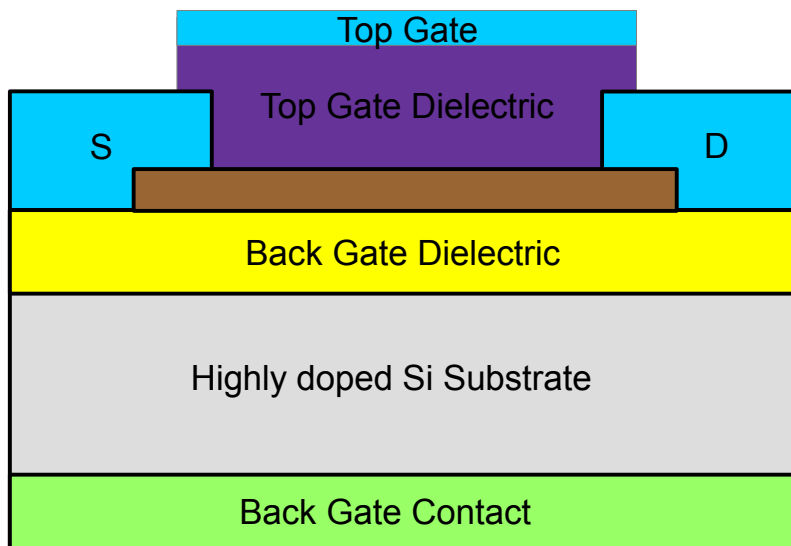 Top Gate
Top Gate Dielectric
S
D
Back Gate Dielectric
Highly doped Si Substrate
Back Gate Contact